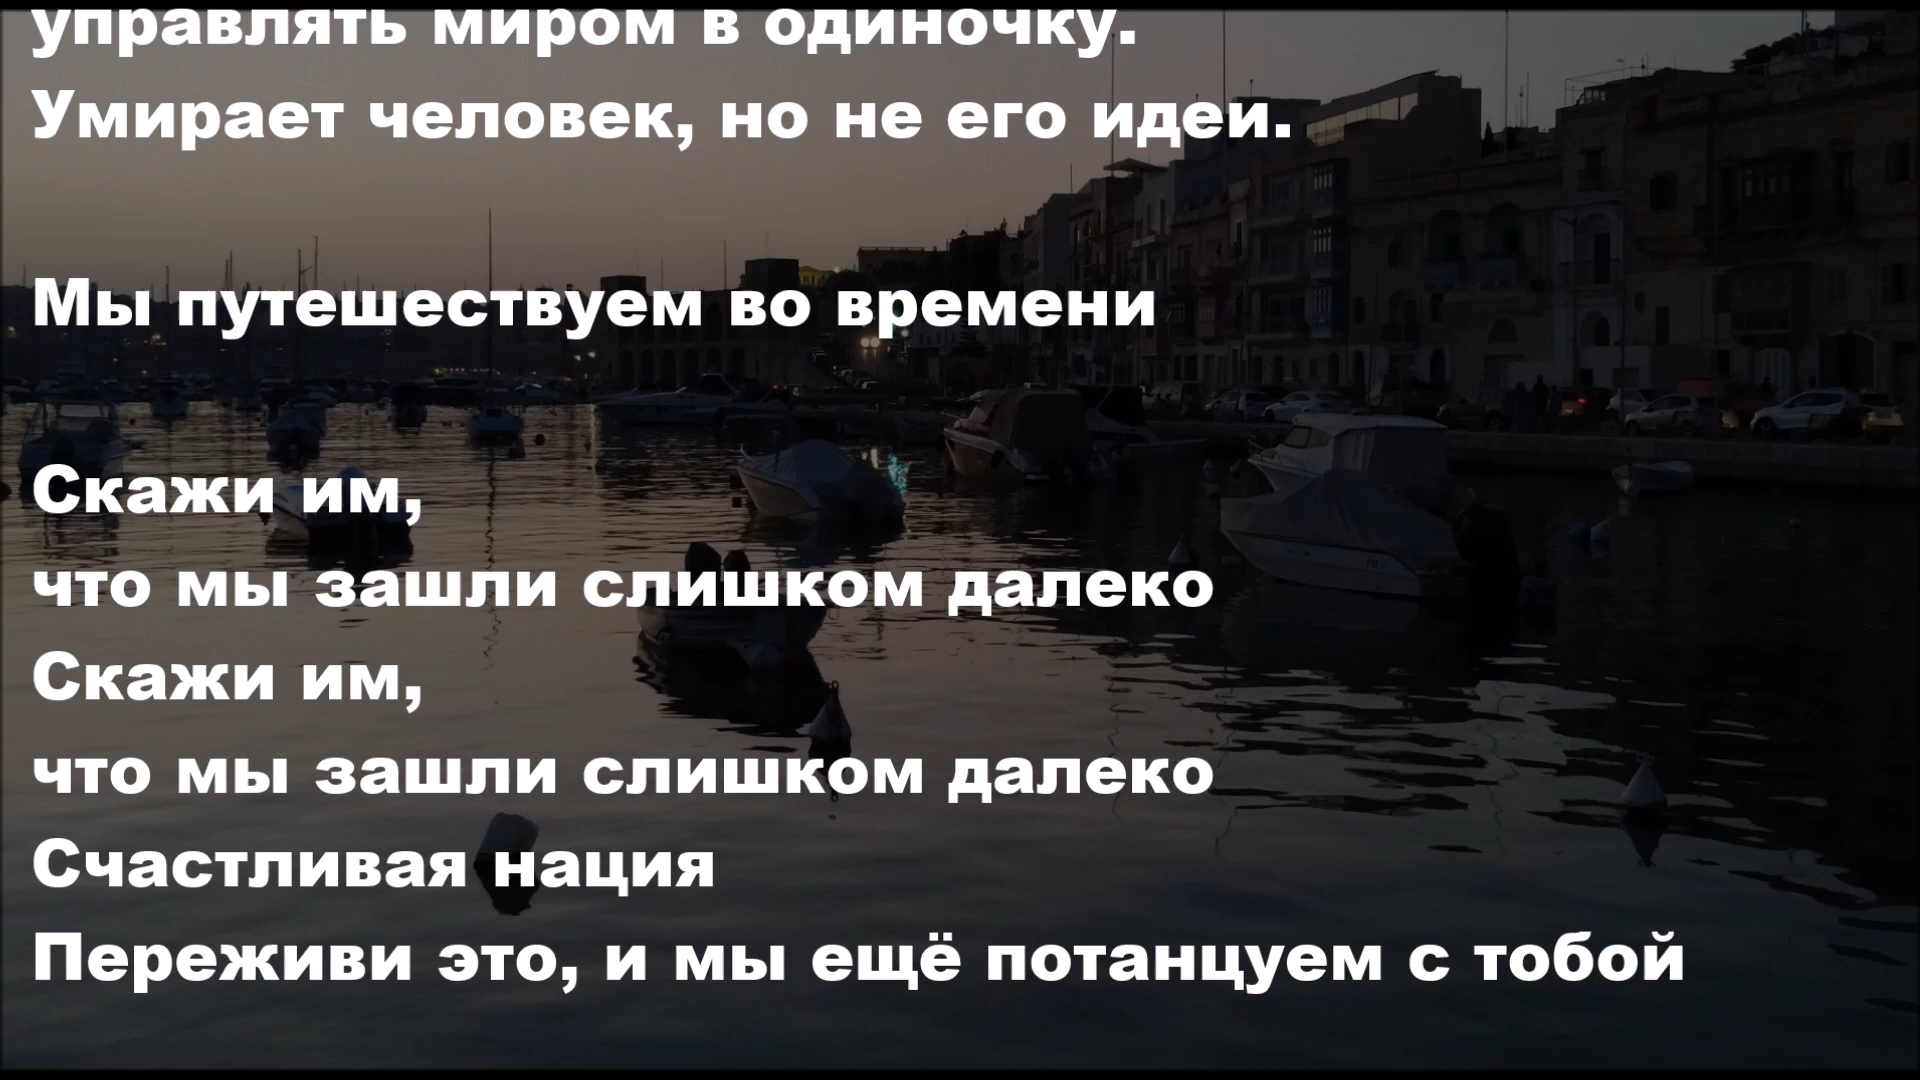 управлять миром в одиночку.
Умирает человек, но не его идеи.
Мы путешествуем во времени
Скажи им,
что мы зашли слишком далеко
Скажи им,
что мы зашли слишком далеко
Счастливая нация
Переживи это, и мы ещё потанцуем с тобой